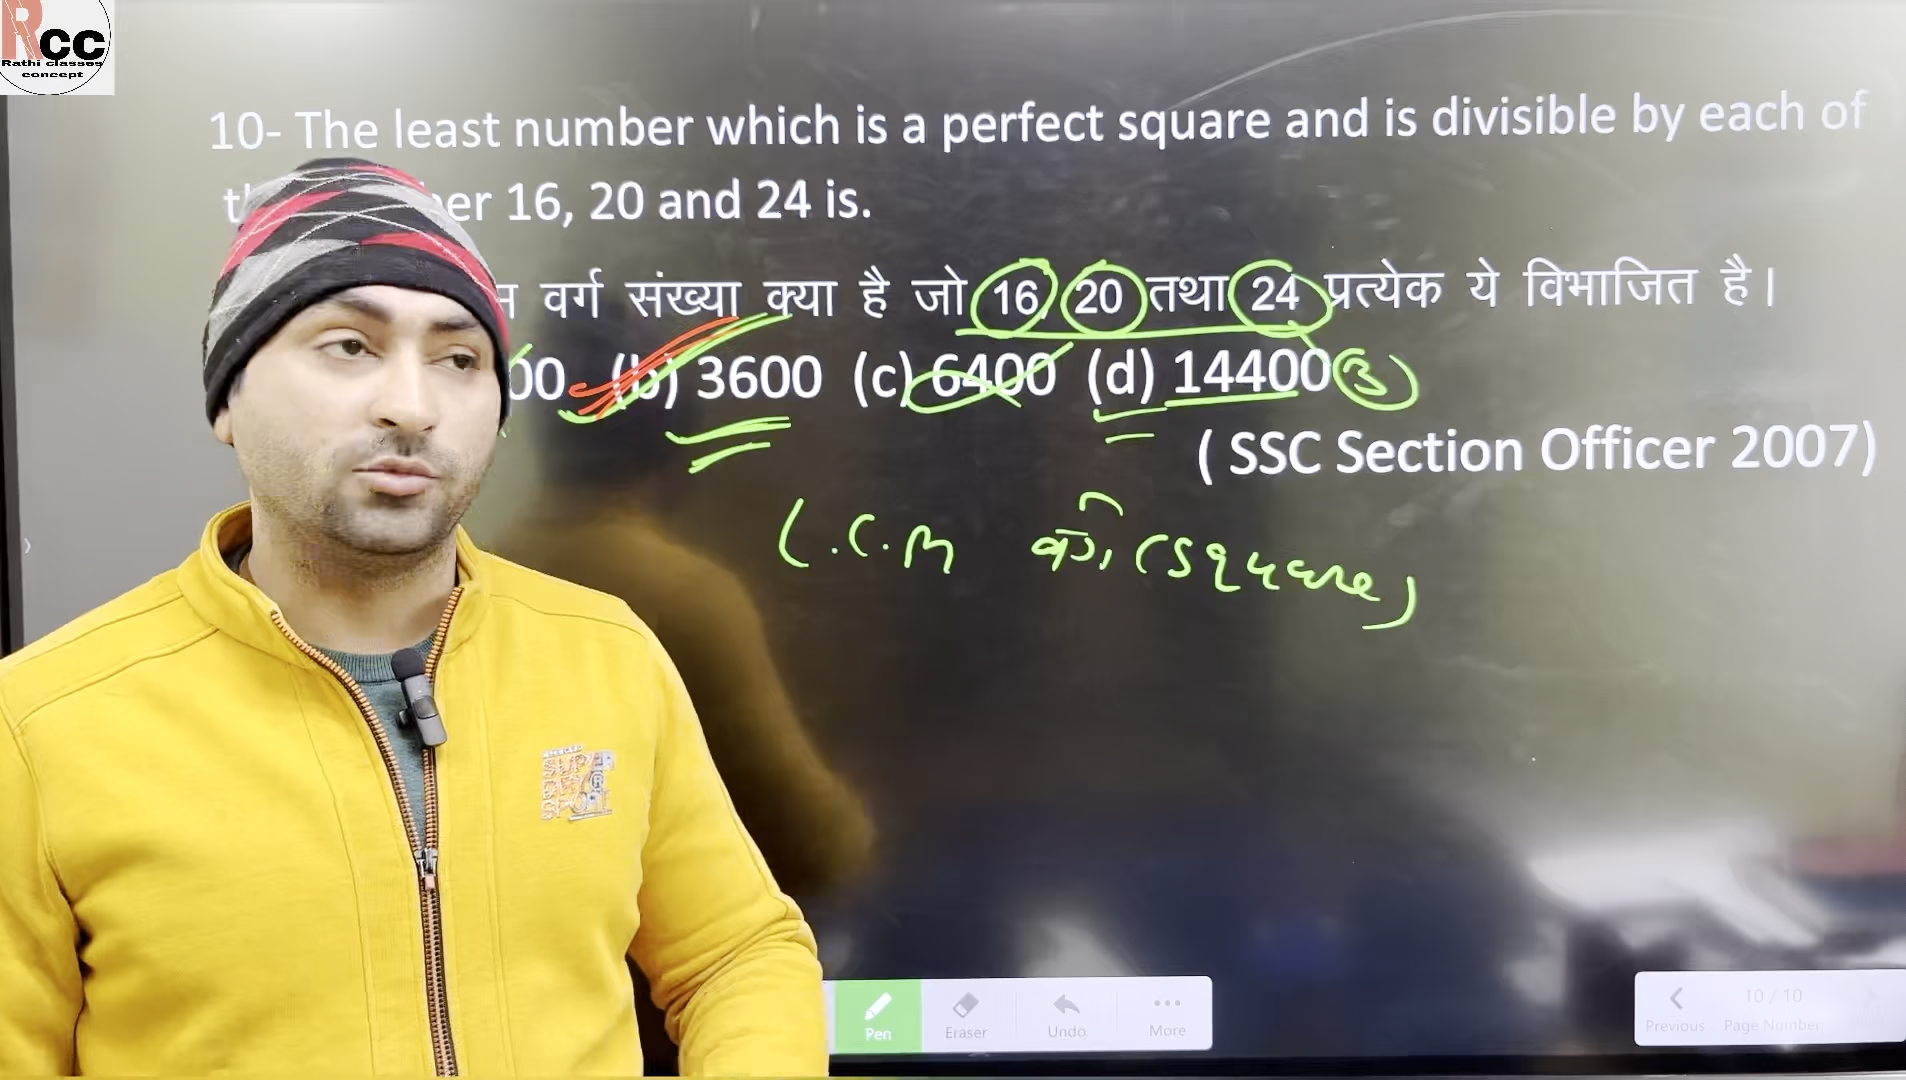 Rcc
Rathi classes
concept
10- The least number which is a perfect square and is divisible by each of
16, 20 and 24 is.
वर्ग संख्या क्या है जो 16, 20 तथा 24 प्रत्येक ये विभाजित है।
(b) 3600 (c) 6400 (d) 14400
( SSC Section Officer 2007)
L.C.M को (square)
Pen Eraser Undo More
10 / 10
Previous Page Number